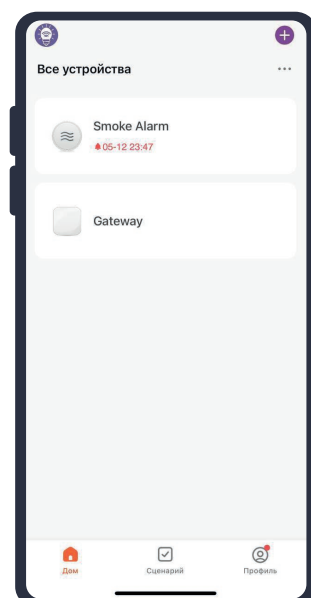 Все устройства
Smoke Alarm
05-12 23:47
Gateway
Дом Сценарий Профиль